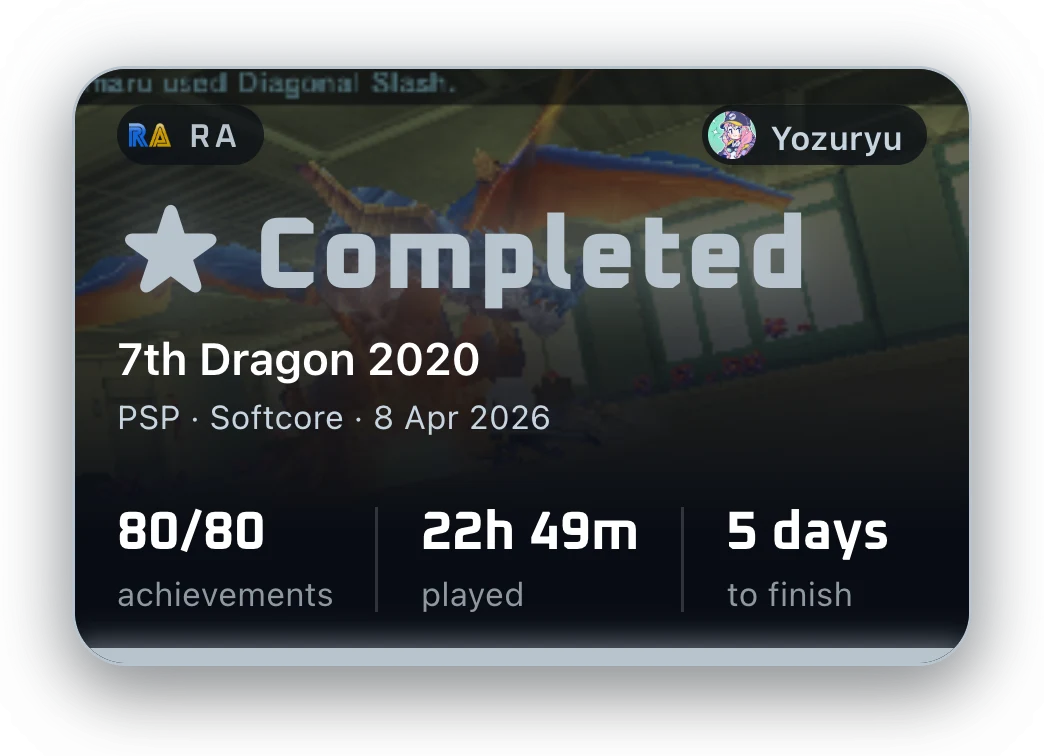 used Diagonal Slash.
RA RA
Yozuryu
Completed
7th Dragon 2020
PSP · Softcore · 8 Apr 2026
80/80
achievements
22h 49m
played
5 days
to finish